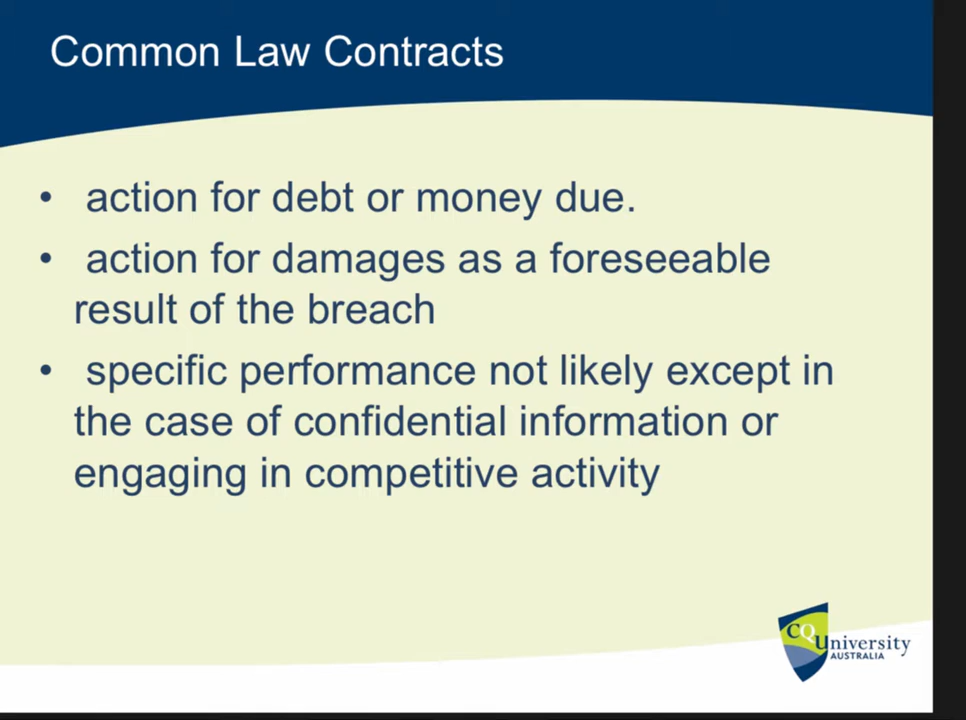 Common Law Contracts
• action for debt or money due.
• action for damages as a foreseeable
result of the breach
• specific performance not likely except in
the case of confidential information or
engaging in competitive activity
CQUniversity
AUSTRALIA